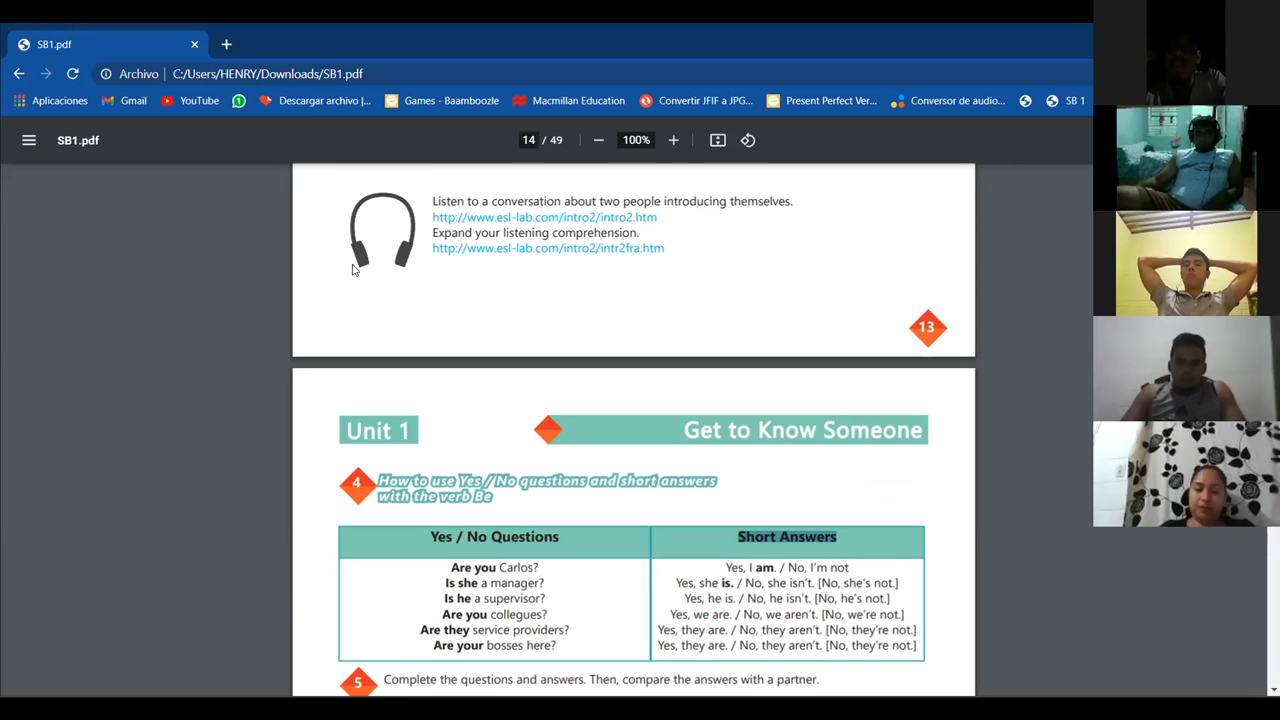 SB1.pdf
Archivo C:/Users/HENRY/Downloads/SB1.pdf
Aplicaciones Gmail YouTube Descargar archivo |... Games - Baamboozle Macmillan Education Convertir JFIF a JPG... Present Perfect Ver... Conversor de audio... SB 1
SB1.pdf 14 / 49 100%
Listen to a conversation about two people introducing themselves.
http://www.esl-lab.com/intro2/intro2.htm
Expand your listening comprehension.
http://www.esl-lab.com/intro2/intr2fra.htm
13
Unit 1 Get to Know Someone
4 How to use Yes / No questions and short answers
with the verb Be
Yes / No Questions Short Answers
Are you Carlos? Yes, I am. / No, I'm not
Is she a manager? Yes, she is. / No, she isn't. [No, she's not.]
Is he a supervisor? Yes, he is. / No, he isn't. [No, he's not.]
Are you collegues? Yes, we are. / No, we aren't. [No, we're not.]
Are they service providers? Yes, they are. / No, they aren't. [No, they're not.]
Are your bosses here? Yes, they are. / No, they aren't. [No, they're not.]
5 Complete the questions and answers. Then, compare the answers with a partner.